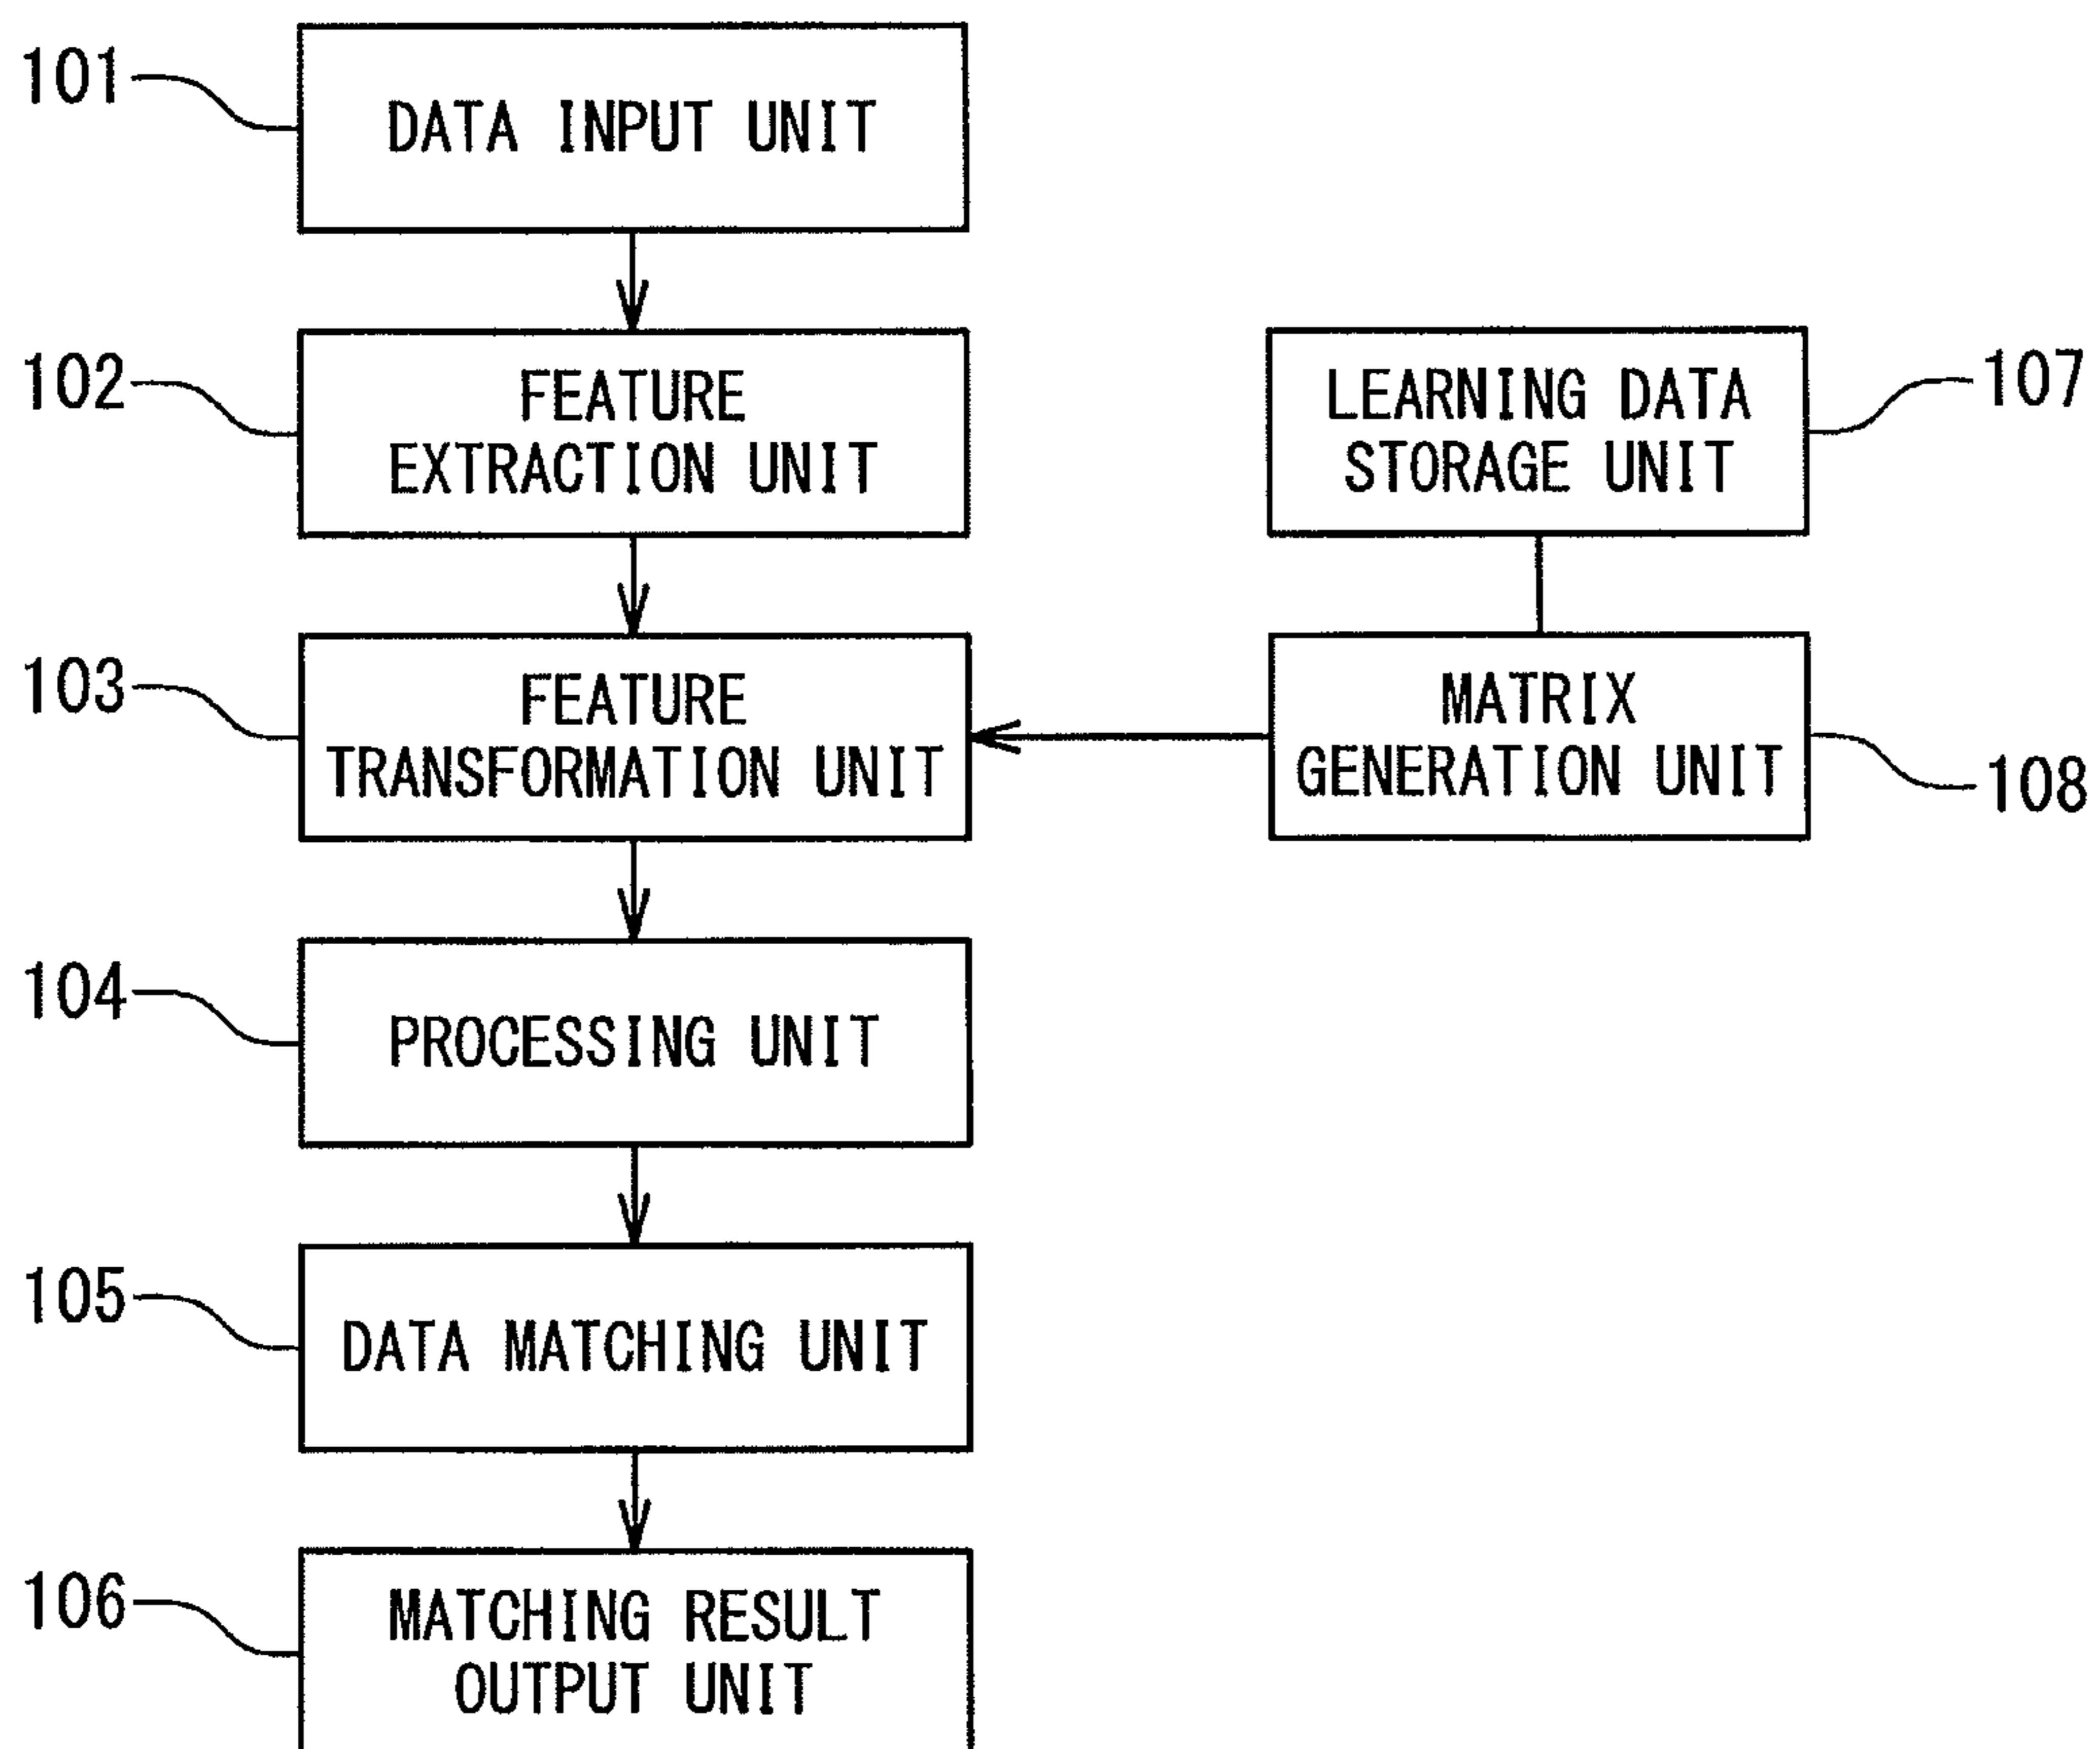 101
DATA INPUT UNIT
102
FEATURE
EXTRACTION UNIT
LEARNING DATA
STORAGE UNIT
107
103
FEATURE
TRANSFORMATION UNIT
MATRIX
GENERATION UNIT
108
104
PROCESSING UNIT
105
DATA MATCHING UNIT
106
MATCHING RESULT
OUTPUT UNIT